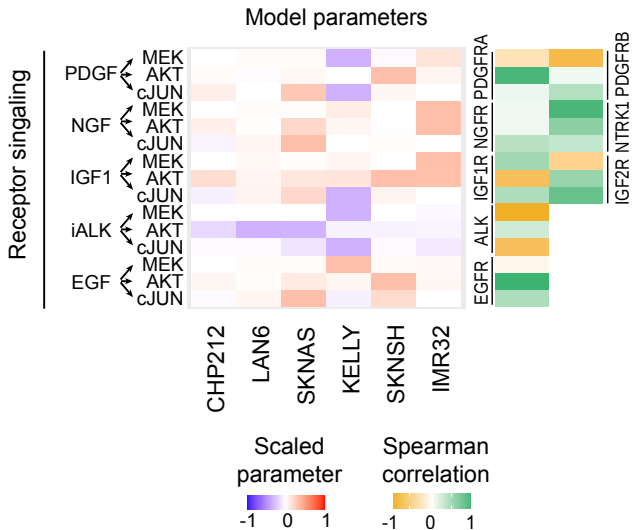 Model parameters
Receptor singaling
PDGF
MEK
AKT
cJUN
NGF
MEK
AKT
cJUN
IGF1
MEK
AKT
cJUN
iALK
MEK
AKT
cJUN
EGF
MEK
AKT
cJUN
PDGFRA
NGFR
IGF1R
ALK
EGFR
PDGFRB
NTRK1
IGF2R
CHP212
LAN6
SKNAS
KELLY
SKNSH
IMR32
Scaled
parameter
-1 0 1
Spearman
correlation
-1 0 1